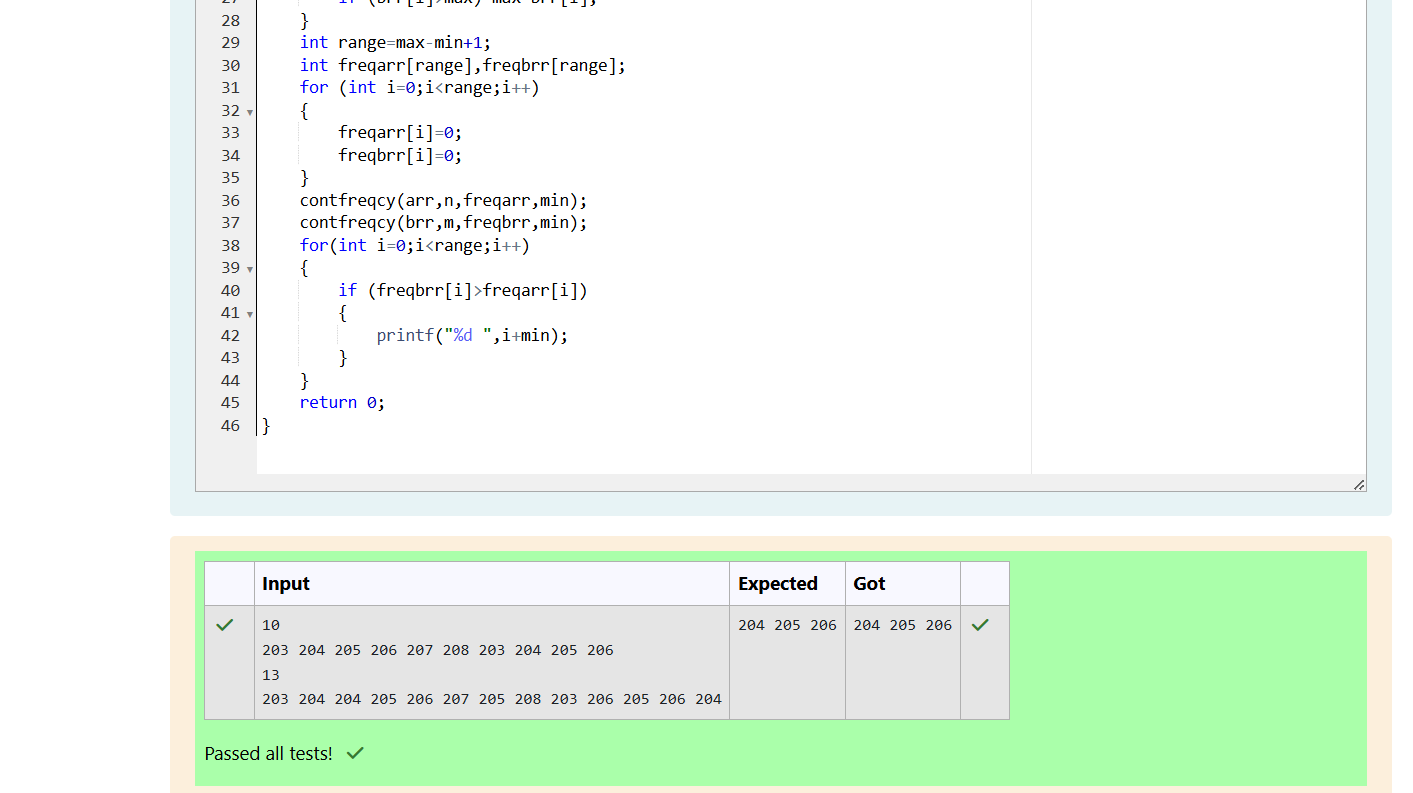 28 }
29 int range=max-min+1;
30 int freqarr[range],freqbrr[range];
31 for (int i=0;i<range;i++)
32 {
33 freqarr[i]=0;
34 freqbrr[i]=0;
35 }
36 contfreqcy(arr,n,freqarr,min);
37 contfreqcy(brr,m,freqbrr,min);
38 for(int i=0;i<range;i++)
39 {
40 if (freqbrr[i]>freqarr[i])
41 {
42 printf("%d ",i+min);
43 }
44 }
45 return 0;
46 }
Input Expected Got
10 204 205 206 204 205 206
203 204 205 206 207 208 203 204 205 206
13
203 204 204 205 206 207 205 208 203 206 205 206 204
Passed all tests!